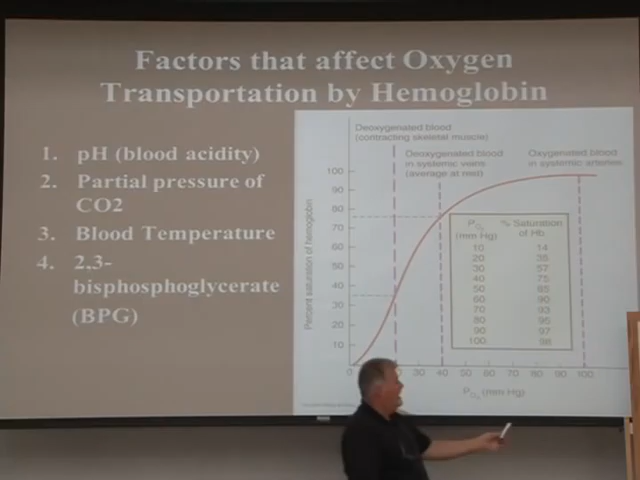 Factors that affect Oxygen
Transportation by Hemoglobin
1. pH (blood acidity)
2. Partial pressure of
CO2
3. Blood Temperature
4. 2,3-
bisphosphoglycerate
(BPG)
Deoxygenated blood
(contracting skeletal muscle)
Deoxygenated blood
in systemic veins
(average at rest)
Oxygenated blood
in systemic arteries
Percent saturation of hemoglobin
100
90
80
70
60
50
40
30
20
10
PO2
(mm Hg)
% Saturation
of Hb
10 14
20 35
30 57
40 75
50 85
60 90
70 93
80 95
90 97
100 98
0
30 40 50 60 70 80 90 100
PO2 (mm Hg)